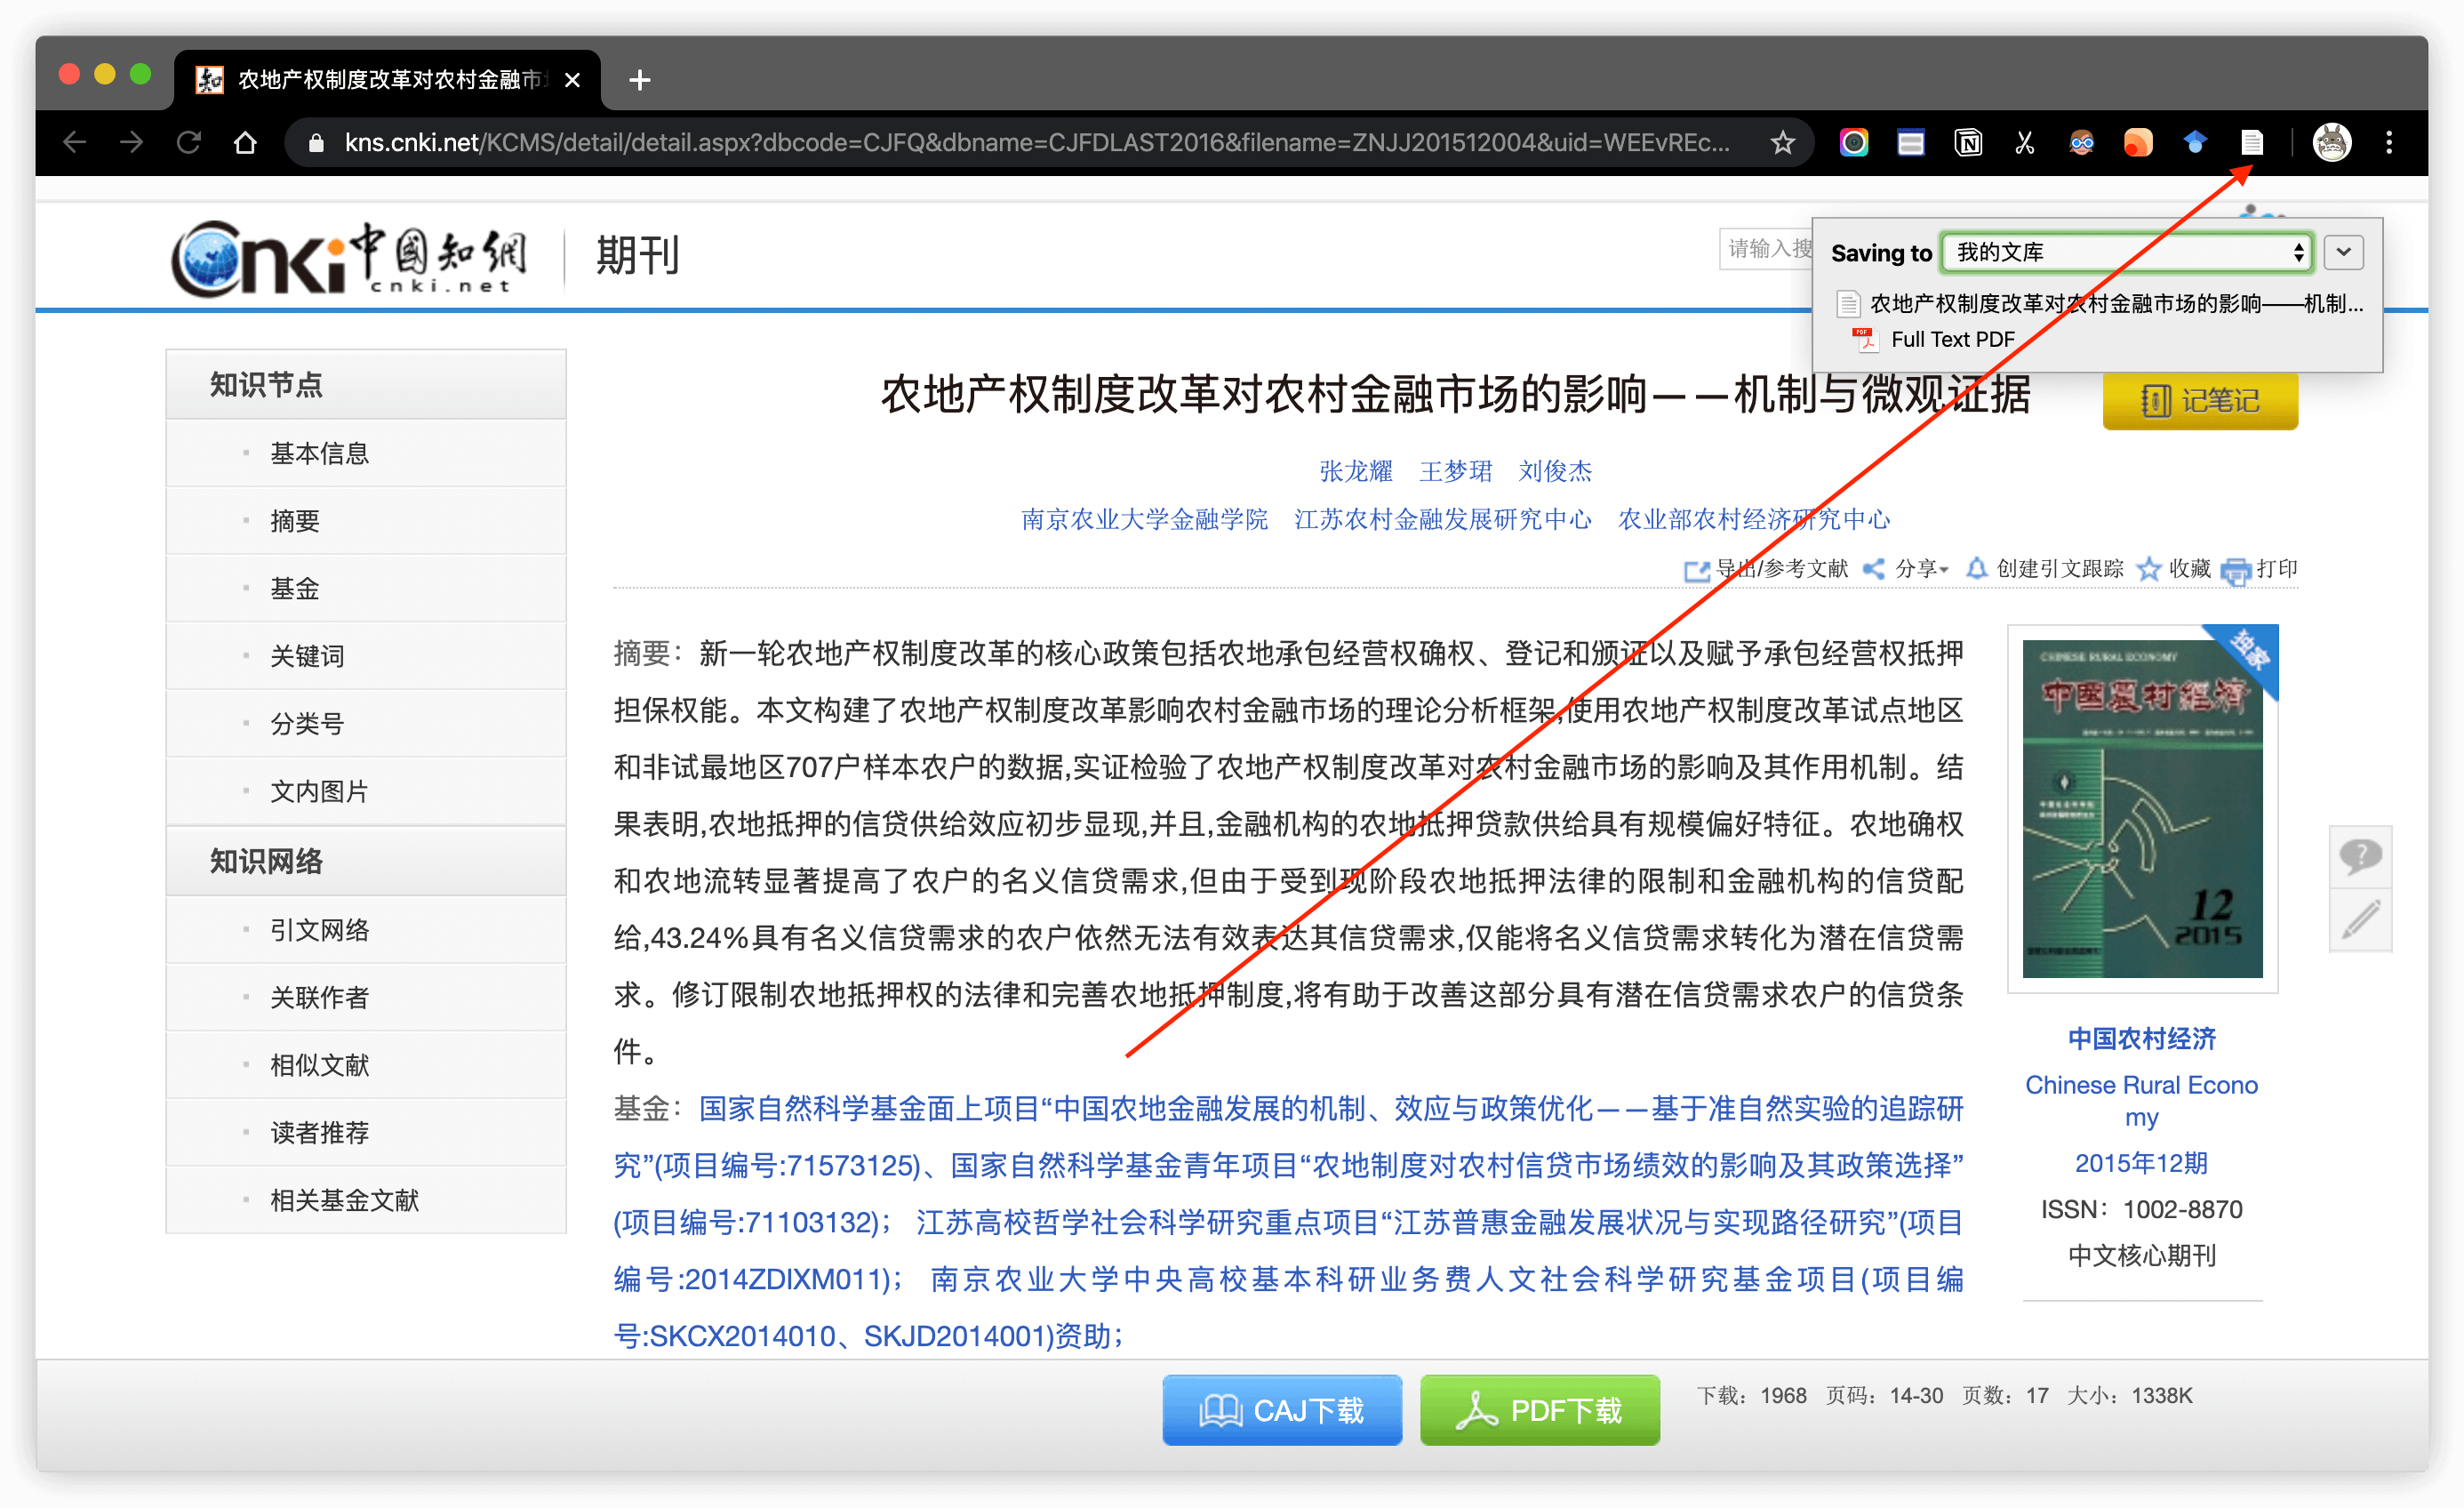 农地产权制度改革对农村金融市
kns.cnki.net/KCMS/detail/detail.aspx?dbcode=CJFQ&dbname=CJFDLAST2016&filename=ZNJJ201512004&uid=WEEvREc...
Cnki中國知網
cnki.net
期刊
请输入搜
Saving to 我的文库
农地产权制度改革对农村金融市场的影响——机制...
Full Text PDF
知识节点
基本信息
摘要
基金
关键词
分类号
文内图片
知识网络
引文网络
关联作者
相似文献
读者推荐
相关基金文献
农地产权制度改革对农村金融市场的影响——机制与微观证据
记笔记
张龙耀 王梦珺 刘俊杰
南京农业大学金融学院 江苏农村金融发展研究中心 农业部农村经济研究中心
导出/参考文献 分享 创建引文跟踪 收藏 打印
摘要：新一轮农地产权制度改革的核心政策包括农地承包经营权确权、登记和颁证以及赋予承包经营权抵押
担保权能。本文构建了农地产权制度改革影响农村金融市场的理论分析框架,使用农地产权制度改革试点地区
和非试最地区707户样本农户的数据,实证检验了农地产权制度改革对农村金融市场的影响及其作用机制。结
果表明,农地抵押的信贷供给效应初步显现,并且,金融机构的农地抵押贷款供给具有规模偏好特征。农地确权
和农地流转显著提高了农户的名义信贷需求,但由于受到现阶段农地抵押法律的限制和金融机构的信贷配
给,43.24%具有名义信贷需求的农户依然无法有效表达其信贷需求,仅能将名义信贷需求转化为潜在信贷需
求。修订限制农地抵押权的法律和完善农地抵押制度,将有助于改善这部分具有潜在信贷需求农户的信贷条
件。
基金：国家自然科学基金面上项目“中国农地金融发展的机制、效应与政策优化——基于准自然实验的追踪研
究”(项目编号:71573125)、国家自然科学基金青年项目“农地制度对农村信贷市场绩效的影响及其政策选择”
(项目编号:71103132)； 江苏高校哲学社会科学研究重点项目“江苏普惠金融发展状况与实现路径研究”(项目
编号:2014ZDIXM011)； 南京农业大学中央高校基本科研业务费人文社会科学研究基金项目(项目编
号:SKCX2014010、SKJD2014001)资助；
独家
CHINESE RURAL ECONOMY
中國農村經濟
12
2015
中国农村经济
Chinese Rural Econo
my
2015年12期
ISSN：1002-8870
中文核心期刊
CAJ下载
PDF下载
下载：1968 页码：14-30 页数：17 大小：1338K